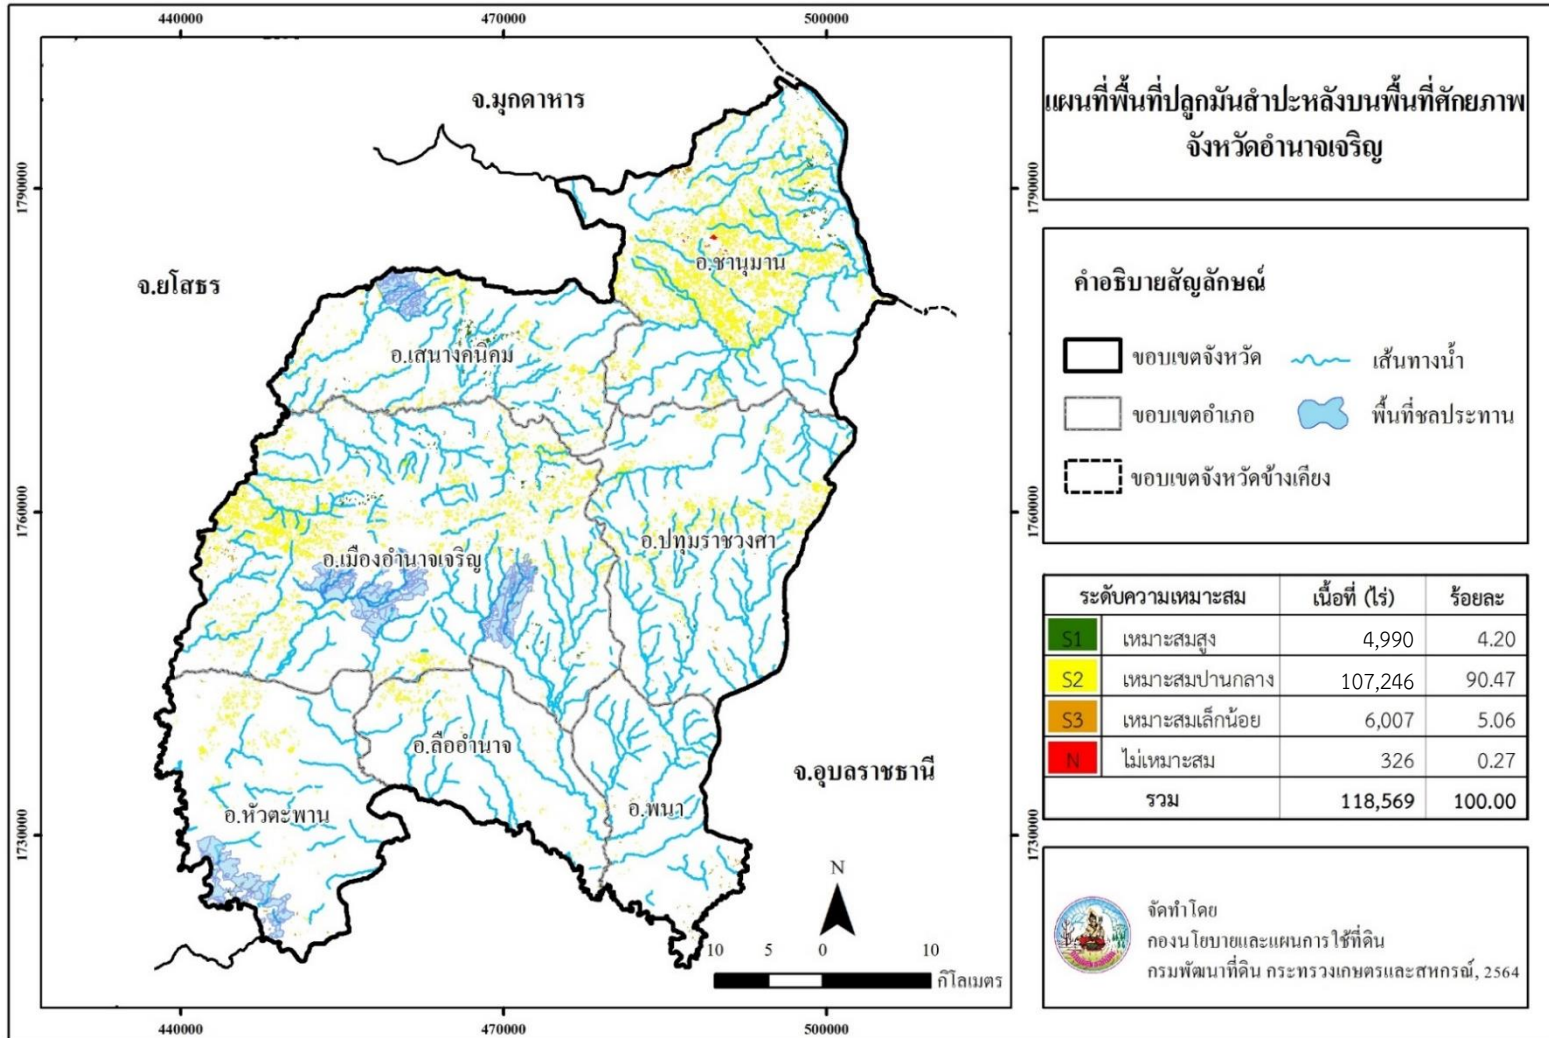 440000 470000 500000
แผนที่พื้นที่ปลูกมันสำปะหลังบนพื้นที่ศักยภาพ
จังหวัดอำนาจเจริญ
จ.มุกดาหาร
1790000 1790000
อ.ชานุมาน
จ.ยโสธร
อ.เสนางคนิคม
คำอธิบายสัญลักษณ์
ขอบเขตจังหวัด เส้นทางน้ำ
ขอบเขตอำเภอ พื้นที่ชลประทาน
ขอบเขตจังหวัดข้างเคียง
1760000 1760000
อ.ปทุมราชวงศา
อ.เมืองอำนาจเจริญ
ระดับความเหมาะสม เนื้อที่ (ไร่) ร้อยละ
S1 เหมาะสมสูง 4,990 4.20
S2 เหมาะสมปานกลาง 107,246 90.47
S3 เหมาะสมเล็กน้อย 6,007 5.06
N ไม่เหมาะสม 326 0.27
รวม 118,569 100.00
อ.ลืออำนาจ
จ.อุบลราชธานี
อ.หัวตะพาน
อ.พนา
1730000 1730000
N
10 5 0 10
กิโลเมตร
จัดทำโดย
กองนโยบายและแผนการใช้ที่ดิน
กรมพัฒนาที่ดิน กระทรวงเกษตรและสหกรณ์, 2564
440000 470000 500000